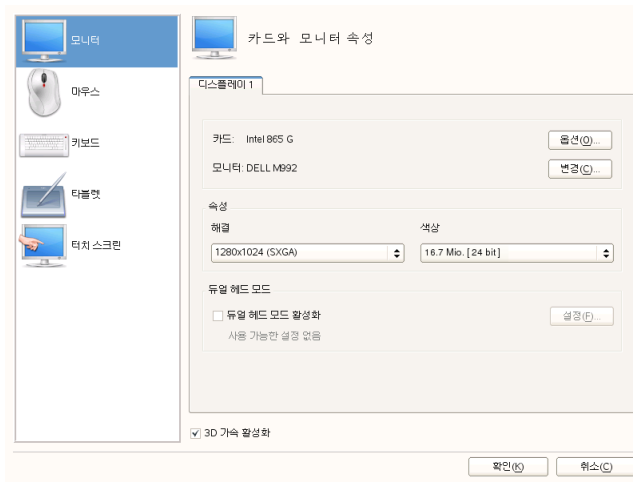 모니터
마우스
키보드
타블렛
터치 스크린
카드와 모니터 속성
디스플레이 1
카드: Intel 865 G
옵션(O)...
모니터: DELL M992
변경(C)...
속성
해결
색상
1280x1024 (SXGA)
16.7 Mio. [24 bit]
듀얼 헤드 모드
듀얼 헤드 모드 활성화
설정(F)...
사용 가능한 설정 없음
3D 가속 활성화
확인(K)
취소(C)